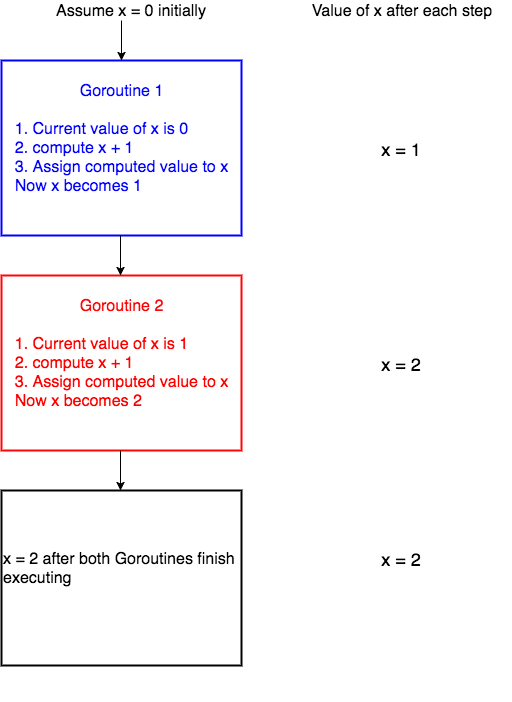 Assume x = 0 initially
Value of x after each step
Goroutine 1
1. Current value of x is 0
2. compute x + 1
3. Assign computed value to x
Now x becomes 1
x = 1
Goroutine 2
1. Current value of x is 1
2. compute x + 1
3. Assign computed value to x
Now x becomes 2
x = 2
x = 2 after both Goroutines finish
executing
x = 2